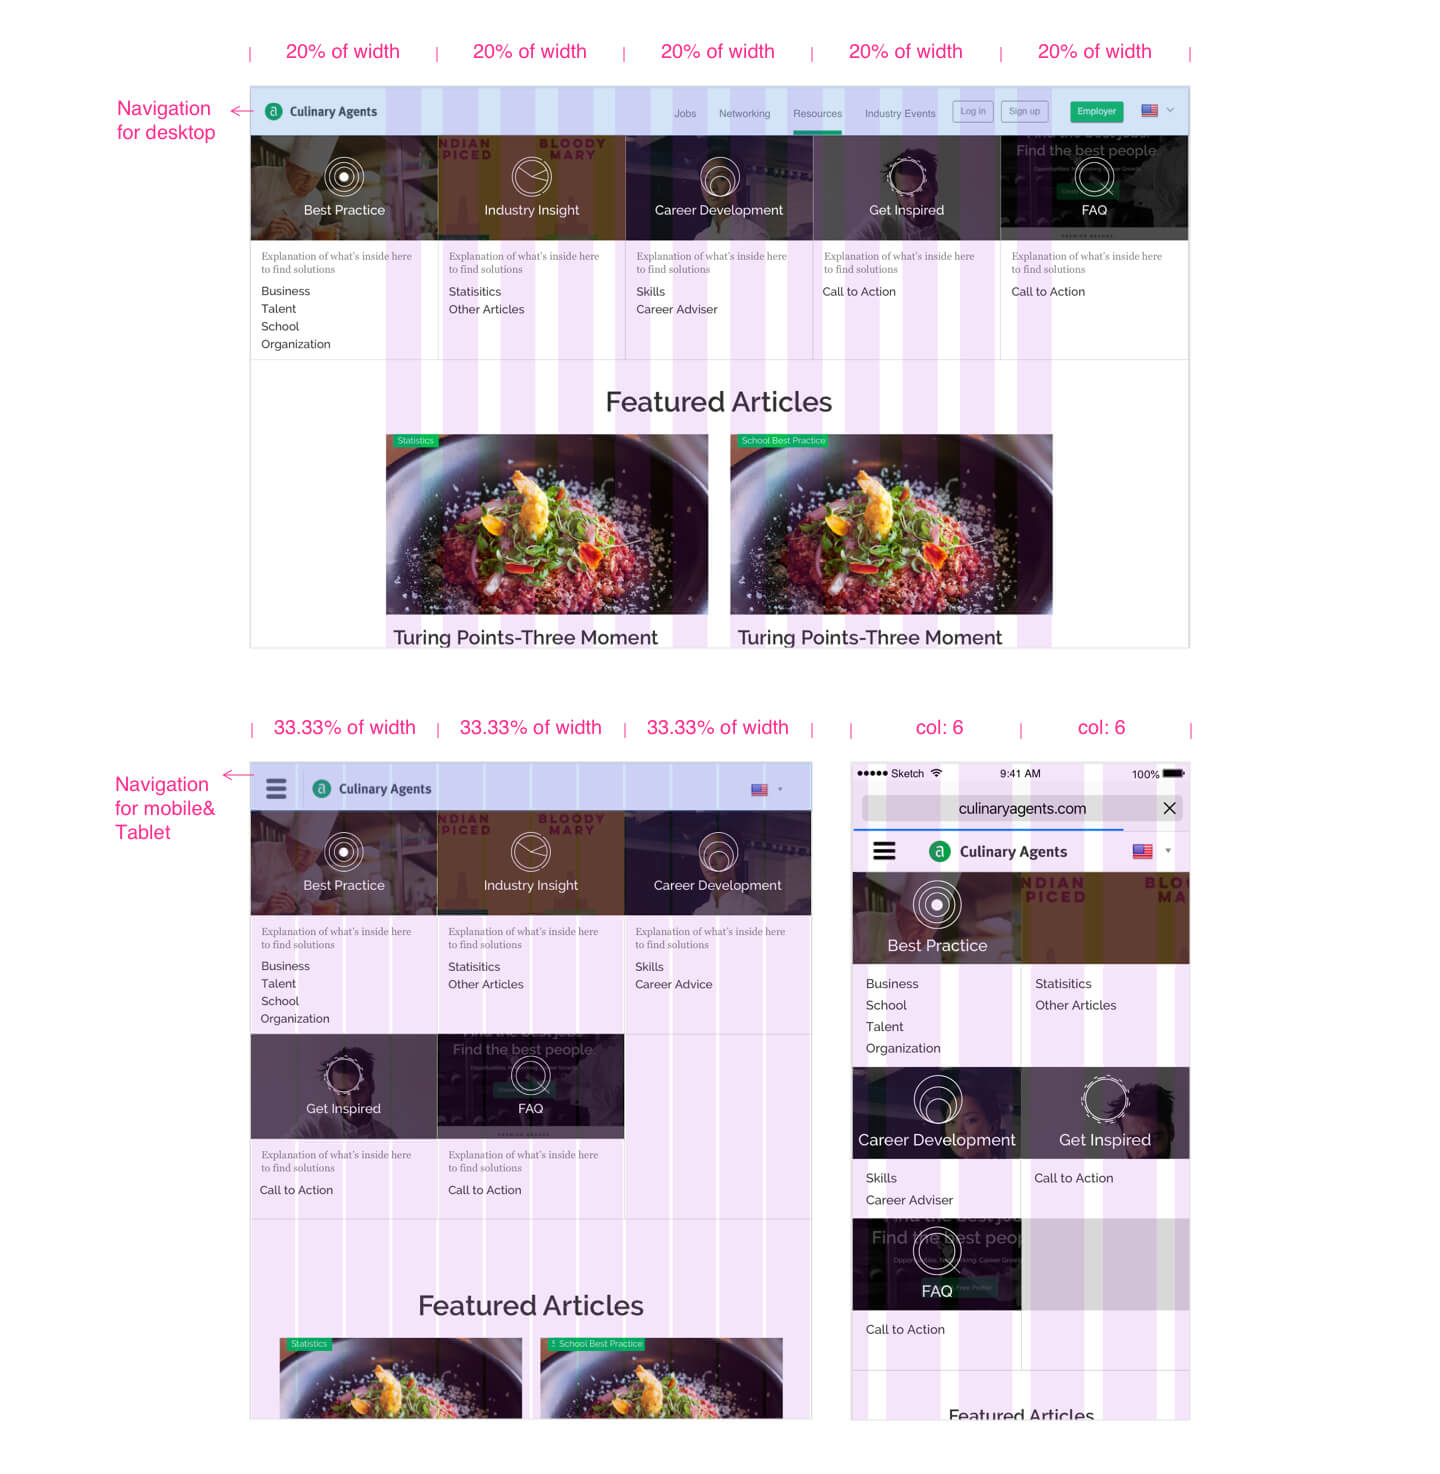 20% of width 20% of width 20% of width 20% of width 20% of width
Navigation
for desktop
a Culinary Agents Jobs Networking Resources Industry Events Log in Sign up Employer
NDIAN PICED BLOODY MARY
Find the best people.
Best Practice Industry Insight Career Development Get Inspired FAQ
Explanation of what's inside here
to find solutions
Business
Talent
School
Organization
Explanation of what's inside here
to find solutions
Statisitics
Other Articles
Explanation of what's inside here
to find solutions
Skills
Career Adviser
Explanation of what's inside here
to find solutions
Call to Action
Explanation of what's inside here
to find solutions
Call to Action
Featured Articles
Statistics School Best Practice
Turing Points-Three Moment Turing Points-Three Moment
33.33% of width 33.33% of width 33.33% of width
Navigation
for mobile&
Tablet
a Culinary Agents
NDIAN PICED BLOODY MARY
Best Practice Industry Insight Career Development
Explanation of what's inside here
to find solutions
Business
Talent
School
Organization
Explanation of what's inside here
to find solutions
Statisitics
Other Articles
Explanation of what's inside here
to find solutions
Skills
Career Advice
Find the best people.
Get Inspired FAQ
Explanation of what's inside here
to find solutions
Call to Action
Explanation of what's inside here
to find solutions
Call to Action
Featured Articles
Statistics School Best Practice
col: 6 col: 6
Sketch 9:41 AM 100%
culinaryagents.com
a Culinary Agents
NDIAN PICED BLO MA
Best Practice
Business
School
Talent
Organization
Statisitics
Other Articles
Career Development Get Inspired
Skills
Career Adviser
Call to Action
Find the best peop
FAQ
Call to Action
Featured Articles